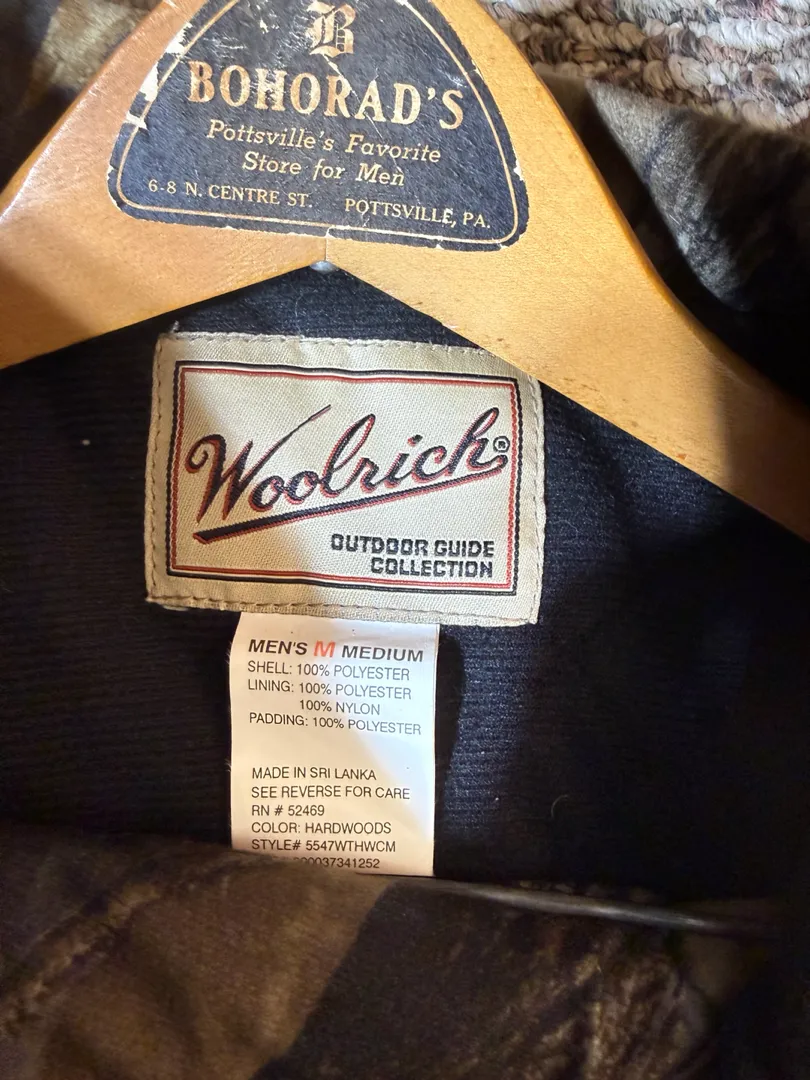 B
BOHORAD'S
Pottsville's Favorite
Store for Men
6-8 N. CENTRE ST. POTTSVILLE, PA.
Woolrich®
OUTDOOR GUIDE
COLLECTION
MEN'S M MEDIUM
SHELL: 100% POLYESTER
LINING: 100% POLYESTER
100% NYLON
PADDING: 100% POLYESTER
MADE IN SRI LANKA
SEE REVERSE FOR CARE
RN # 52469
COLOR: HARDWOODS
STYLE# 5547WTHWCM